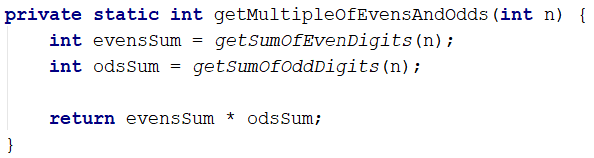 private static int getMultipleOfEvensAndOdds(int n) {
    int evensSum = getSumOfEvenDigits(n);
    int odsSum = getSumOfOddDigits(n);

    return evensSum * odsSum;
}